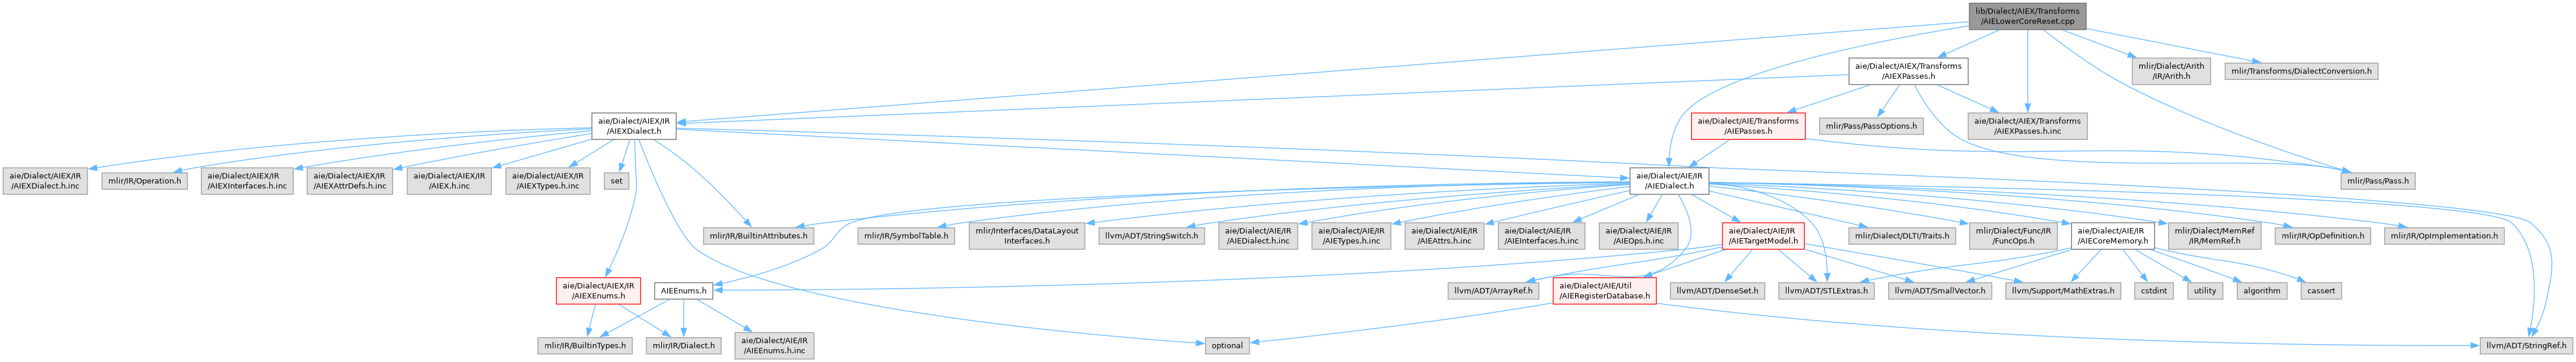 lib/Dialect/AIEX/Transforms
/AIELowerCoreReset.cpp
aie/Dialect/AIEX/Transforms
/AIEXPasses.h
mlir/Dialect/Arith
/IR/Arith.h
mlir/Transforms/DialectConversion.h
aie/Dialect/AIEX/IR
/AIEXDialect.h
aie/Dialect/AIE/Transforms
/AIEPasses.h
mlir/Pass/PassOptions.h
aie/Dialect/AIEX/Transforms
/AIEXPasses.h.inc
aie/Dialect/AIEX/IR
/AIEXDialect.h.inc
mlir/IR/Operation.h
aie/Dialect/AIEX/IR
/AIEXInterfaces.h.inc
aie/Dialect/AIEX/IR
/AIEXAttrDefs.h.inc
aie/Dialect/AIEX/IR
/AIEX.h.inc
aie/Dialect/AIEX/IR
/AIEXTypes.h.inc
set
aie/Dialect/AIE/IR
/AIEDialect.h
mlir/Pass/Pass.h
mlir/IR/BuiltinAttributes.h
mlir/IR/SymbolTable.h
mlir/Interfaces/DataLayout
Interfaces.h
llvm/ADT/StringSwitch.h
aie/Dialect/AIE/IR
/AIEDialect.h.inc
aie/Dialect/AIE/IR
/AIETypes.h.inc
aie/Dialect/AIE/IR
/AIEAttrs.h.inc
aie/Dialect/AIE/IR
/AIEInterfaces.h.inc
aie/Dialect/AIE/IR
/AIEOps.h.inc
aie/Dialect/AIE/IR
/AIETargetModel.h
mlir/Dialect/DLTI/Traits.h
mlir/Dialect/Func/IR
/FuncOps.h
aie/Dialect/AIE/IR
/AIECoreMemory.h
mlir/Dialect/MemRef
/IR/MemRef.h
mlir/IR/OpDefinition.h
mlir/IR/OpImplementation.h
aie/Dialect/AIEX/IR
/AIEXEnums.h
AIEEnums.h
llvm/ADT/ArrayRef.h
aie/Dialect/AIE/Util
/AIERegisterDatabase.h
llvm/ADT/DenseSet.h
llvm/ADT/STLExtras.h
llvm/ADT/SmallVector.h
llvm/Support/MathExtras.h
cstdint
utility
algorithm
cassert
mlir/IR/BuiltinTypes.h
mlir/IR/Dialect.h
aie/Dialect/AIE/IR
/AIEEnums.h.inc
optional
llvm/ADT/StringRef.h